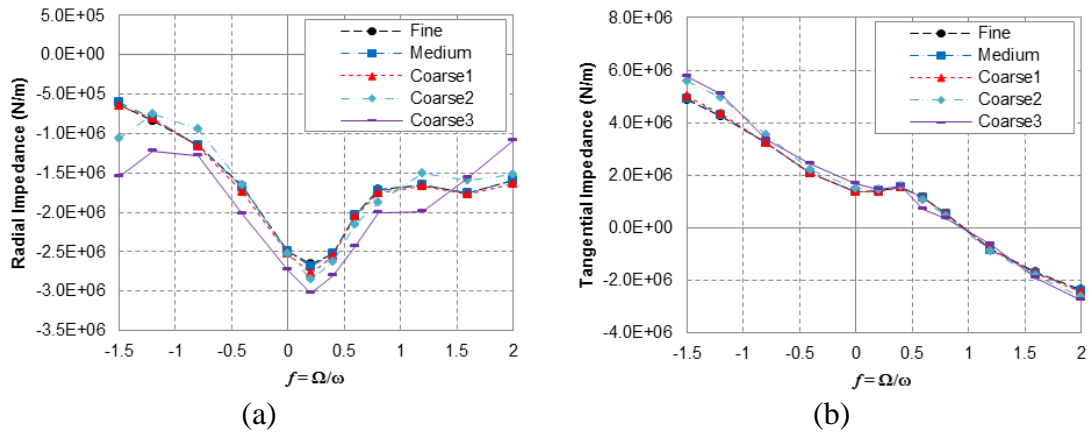 Radial Impedance (N/m)
5.0E+05
0.0E+00
-5.0E+05
-1.0E+06
-1.5E+06
-2.0E+06
-2.5E+06
-3.0E+06
-3.5E+06
Fine
Medium
Coarse1
Coarse2
Coarse3
-1.5 -1 -0.5 0 0.5 1 1.5 2
f = Ω/ω
(a)
Tangential Impedance (N/m)
8.0E+06
6.0E+06
4.0E+06
2.0E+06
0.0E+00
-2.0E+06
-4.0E+06
Fine
Medium
Coarse1
Coarse2
Coarse3
-1.5 -1 -0.5 0 0.5 1 1.5 2
f = Ω/ω
(b)